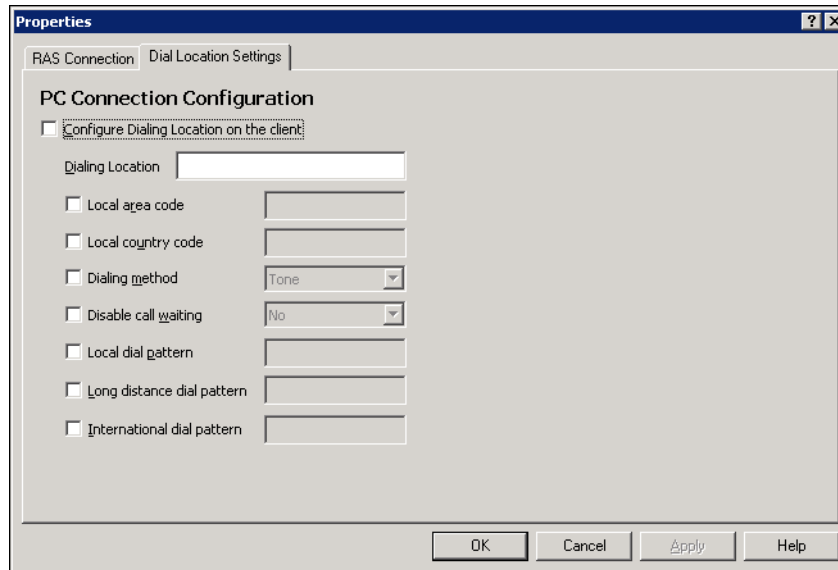 Properties
RAS Connection Dial Location Settings
PC Connection Configuration
Configure Dialing Location on the client
Dialing Location
Local area code
Local country code
Dialing method Tone
Disable call waiting No
Local dial pattern
Long distance dial pattern
International dial pattern
OK Cancel Apply Help